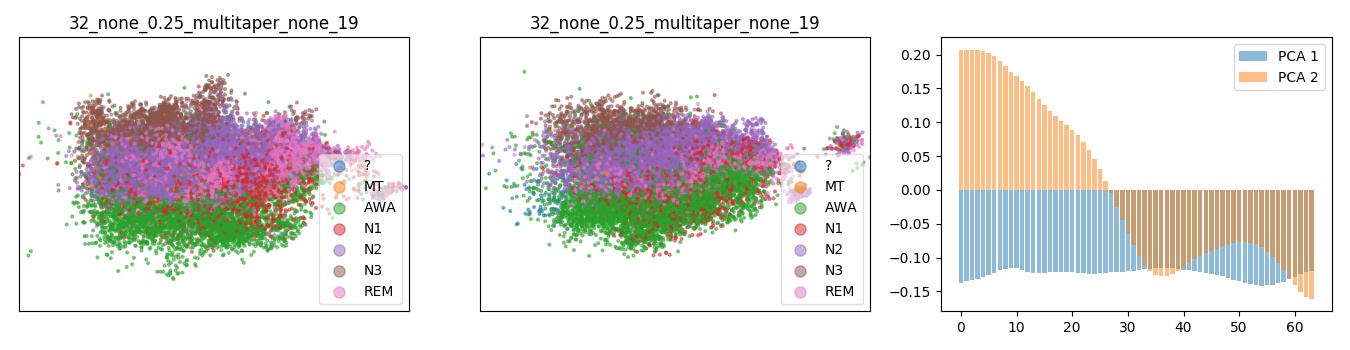 32_none_0.25_multitaper_none_19
?
MT
AWA
N1
N2
N3
REM
32_none_0.25_multitaper_none_19
?
MT
AWA
N1
N2
N3
REM
PCA 1
PCA 2
0.20
0.15
0.10
0.05
0.00
−0.05
−0.10
−0.15
0 10 20 30 40 50 60